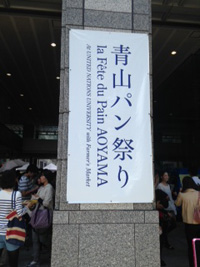 青山パン祭り
la Fête du Pain AOYAMA
At UNITED NATIONS UNIVERSITY with Farmer's Market